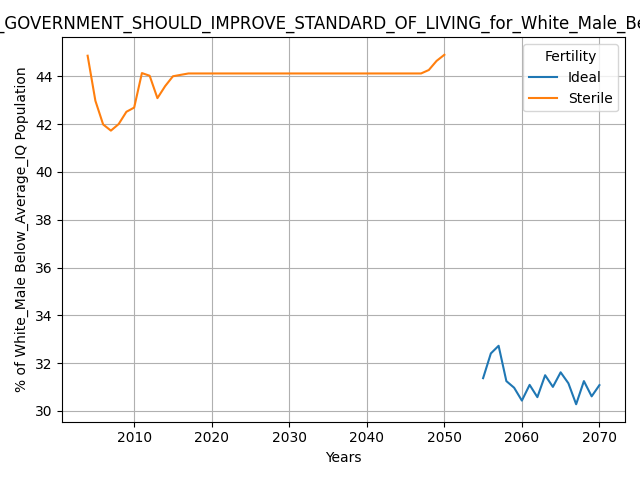 _GOVERNMENT_SHOULD_IMPROVE_STANDARD_OF_LIVING_for_White_Male_Be
Fertility
Ideal
Sterile
% of White_Male Below_Average_IQ Population
44
42
40
38
36
34
32
30
2010 2020 2030 2040 2050 2060 2070
Years